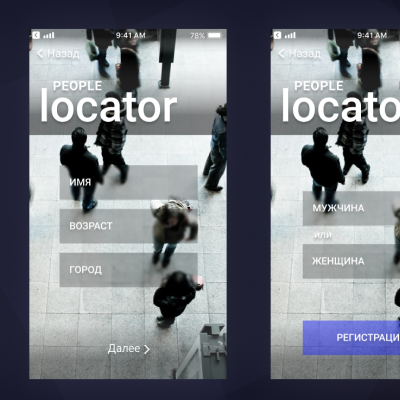 9:41 AM
78%
Назад
PEOPLE
locator
ИМЯ
ВОЗРАСТ
ГОРОД
Далее
9:41 AM
Назад
PEOPLE
locato
МУЖЧИНА
или
ЖЕНЩИНА
РЕГИСТРАЦИ